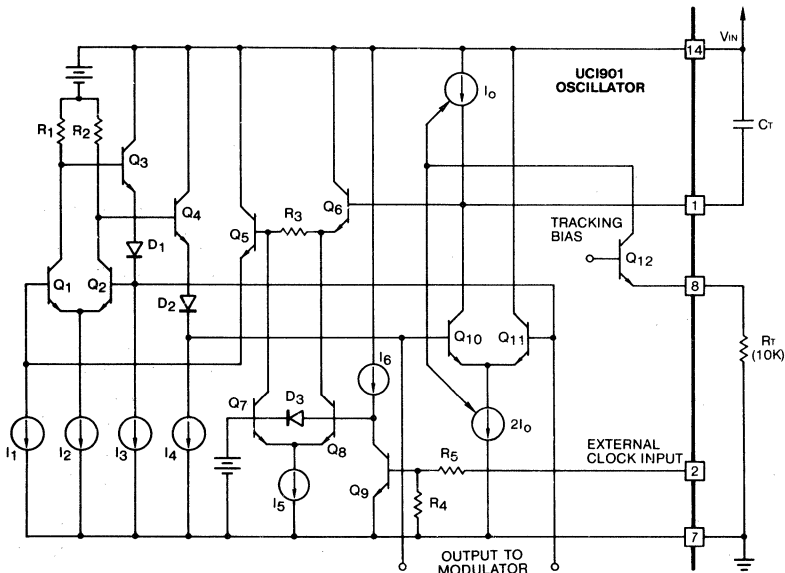 VIN
14
UC1901
OSCILLATOR
IO
R1
R2
CT
Q3
Q4
Q5
R3
Q6
1
TRACKING
BIAS
Q12
D1
8
Q1
Q2
D2
Q10
Q11
RT
(10K)
I6
Q7
D3
2IO
I1
I2
I3
I4
Q8
EXTERNAL
CLOCK INPUT
R5
2
I5
Q9
R4
7
OUTPUT TO
MODULATOR